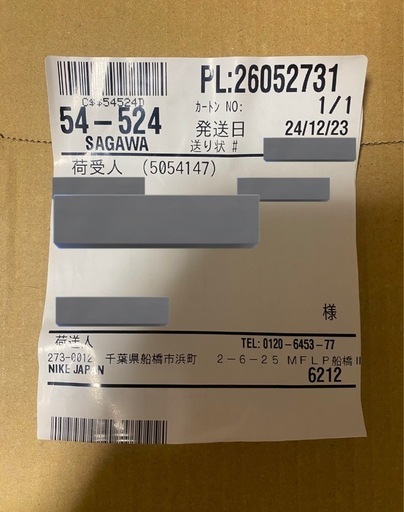 PL:26052731
C$$54524D
カートン NO:
1/1
54-524
発送日
24/12/23
SAGAWA
送り状 #
荷受人 (5054147)
様
荷送人
TEL: 0120-6453-77
273-0012 千葉県船橋市浜町 2-6-25 MFLP船橋Ⅱ
NIKE JAPAN
6212